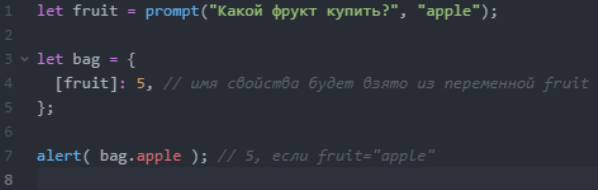 1 let fruit = prompt("Какой фрукт купить?", "apple");
2
3 let bag = {
4 [fruit]: 5, // имя свойства будет взято из переменной fruit
5 };
6
7 alert( bag.apple ); // 5, если fruit="apple"
8